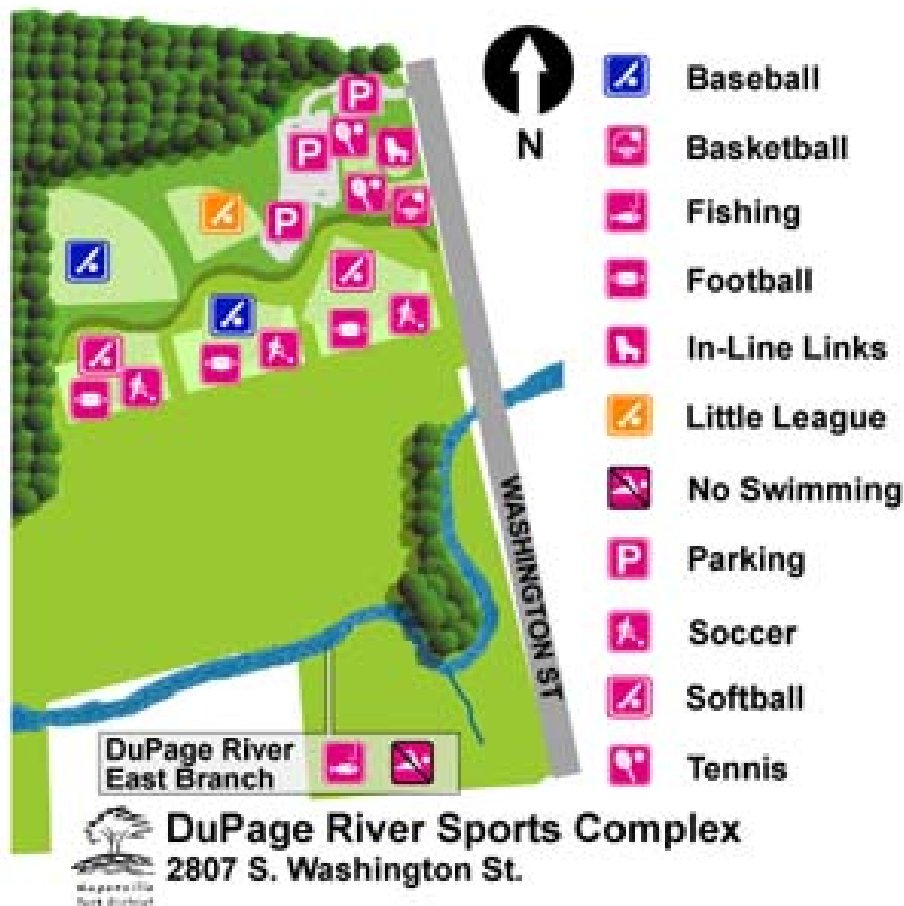 N
Baseball
Basketball
Fishing
Football
In-Line Links
Little League
No Swimming
Parking
Soccer
Softball
Tennis
P
P
P
P
WASHINGTON ST
DuPage River
East Branch
DuPage River Sports Complex
2807 S. Washington St.